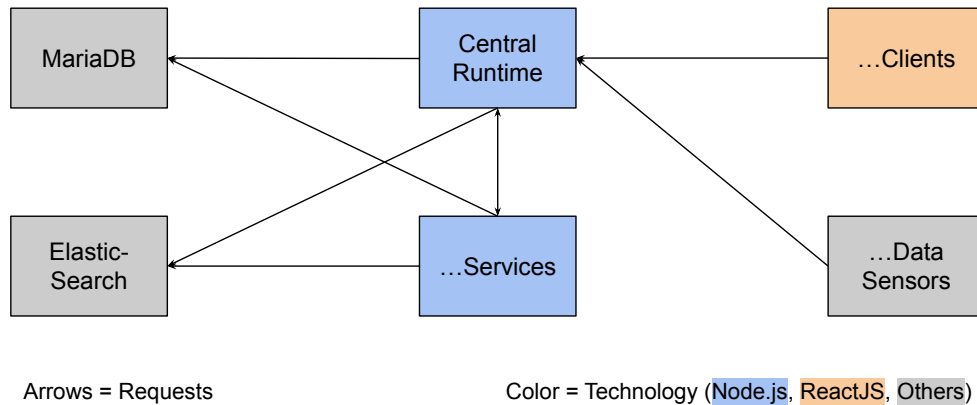 MariaDB
Central
Runtime
…Clients
Elastic-
Search
…Services
…Data
Sensors
Arrows = Requests
Color = Technology (Node.js, ReactJS, Others)